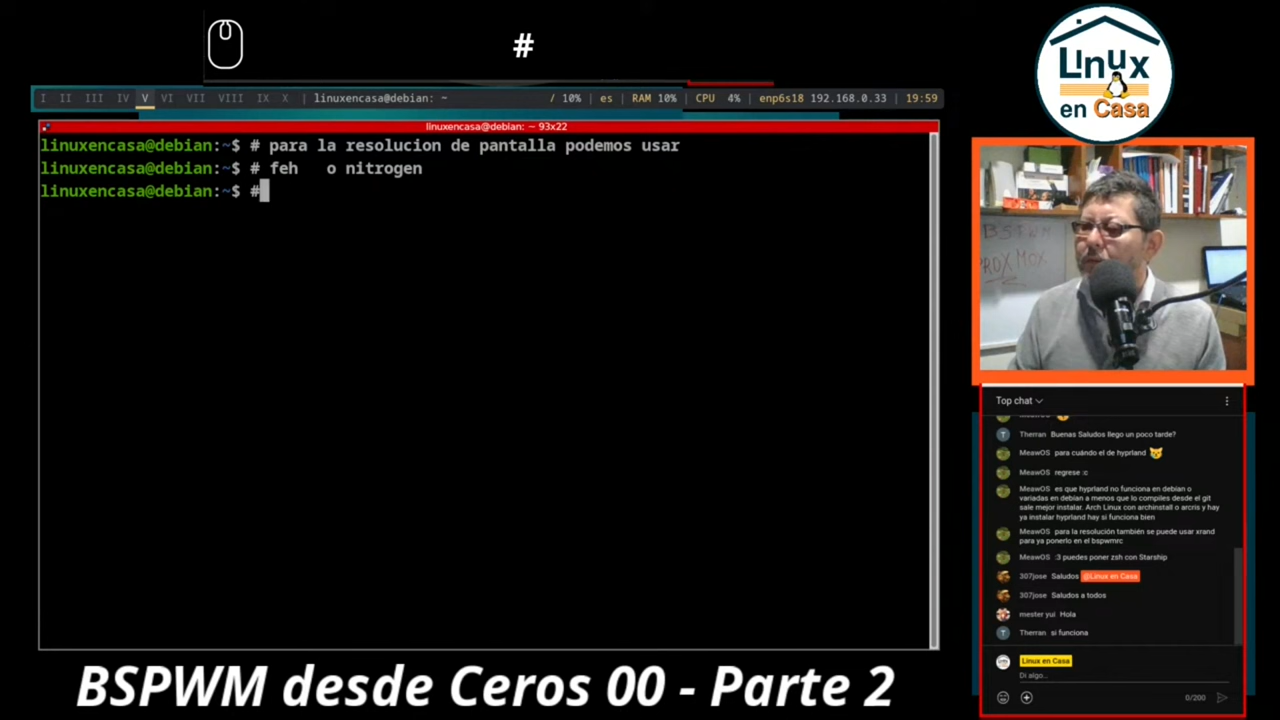 #
LInux
en Casa
I II III IV V VI VII VIII IX X | linuxencasa@debian: ~ / 10% | es | RAM 10% | CPU 4% | enp6s18 192.168.0.33 | 19:59
linuxencasa@debian: ~ 93x22
linuxencasa@debian:~$ # para la resolucion de pantalla podemos usar
linuxencasa@debian:~$ # feh o nitrogen
linuxencasa@debian:~$ #
BSPWM
PROXMOX
Top chat
Therran Buenas Saludos llego un poco tarde?
MeawOS para cuándo el de hyprland
MeawOS regrese :c
MeawOS es que hyprland no funciona en debian o
variadas en debian a menos que lo compiles desde el git
sale mejor instalar. Arch Linux con archinstall o arcris y hay
ya instalar hyprland hay si funciona bien
MeawOS para la resolución también se puede usar xrand
para ya ponerlo en el bspwmrc
MeawOS :3 puedes poner zsh con Starship
307jose Saludos @Linux en Casa
307jose Saludos a todos
mester yui Hola
Therran si funciona
Linux en Casa
Di algo...
0/200
BSPWM desde Ceros 00 - Parte 2